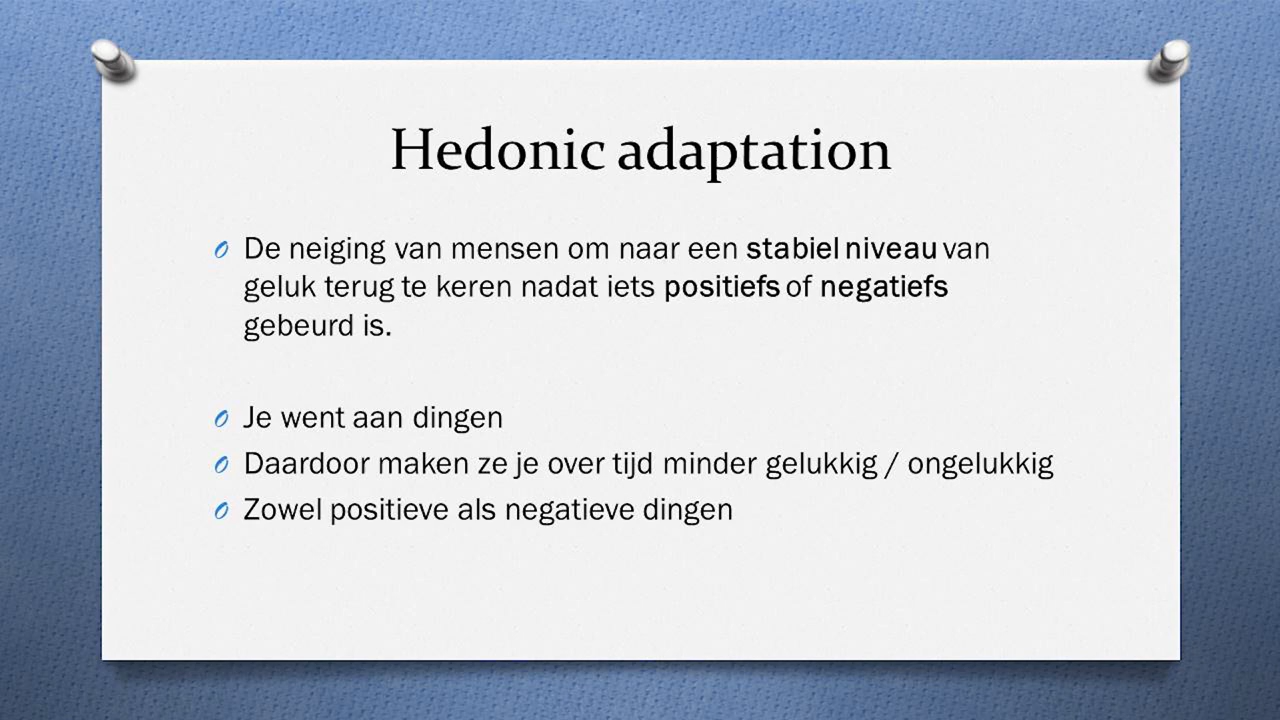 Hedonic adaptation
De neiging van mensen om naar een stabiel niveau van
geluk terug te keren nadat iets positiefs of negatiefs
gebeurd is.
Je went aan dingen
Daardoor maken ze je over tijd minder gelukkig / ongelukkig
Zowel positieve als negatieve dingen